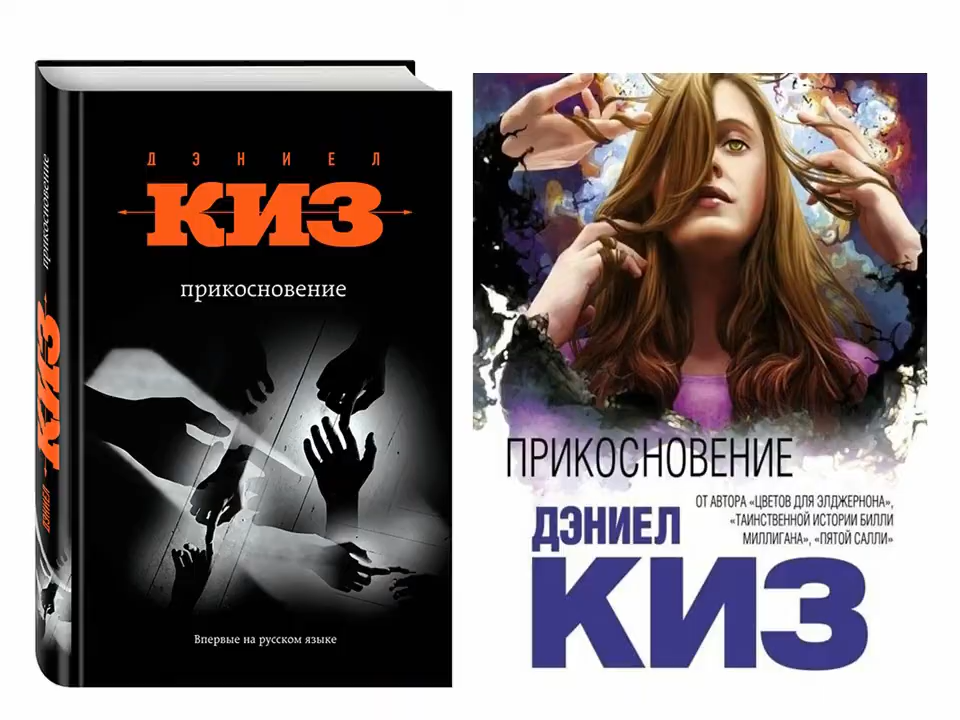 ДЭНИЕЛ
КИЗ
прикосновение
Впервые на русском языке
прикосновение
КИЗ
ДЭНИЕЛ
ПРИКОСНОВЕНИЕ
ОТ АВТОРА «ЦВЕТОВ ДЛЯ ЭЛДЖЕРНОНА»,
«ТАИНСТВЕННОЙ ИСТОРИИ БИЛЛИ
МИЛЛИГАНА», «ПЯТОЙ САЛЛИ»
ДЭНИЕЛ
КИЗ